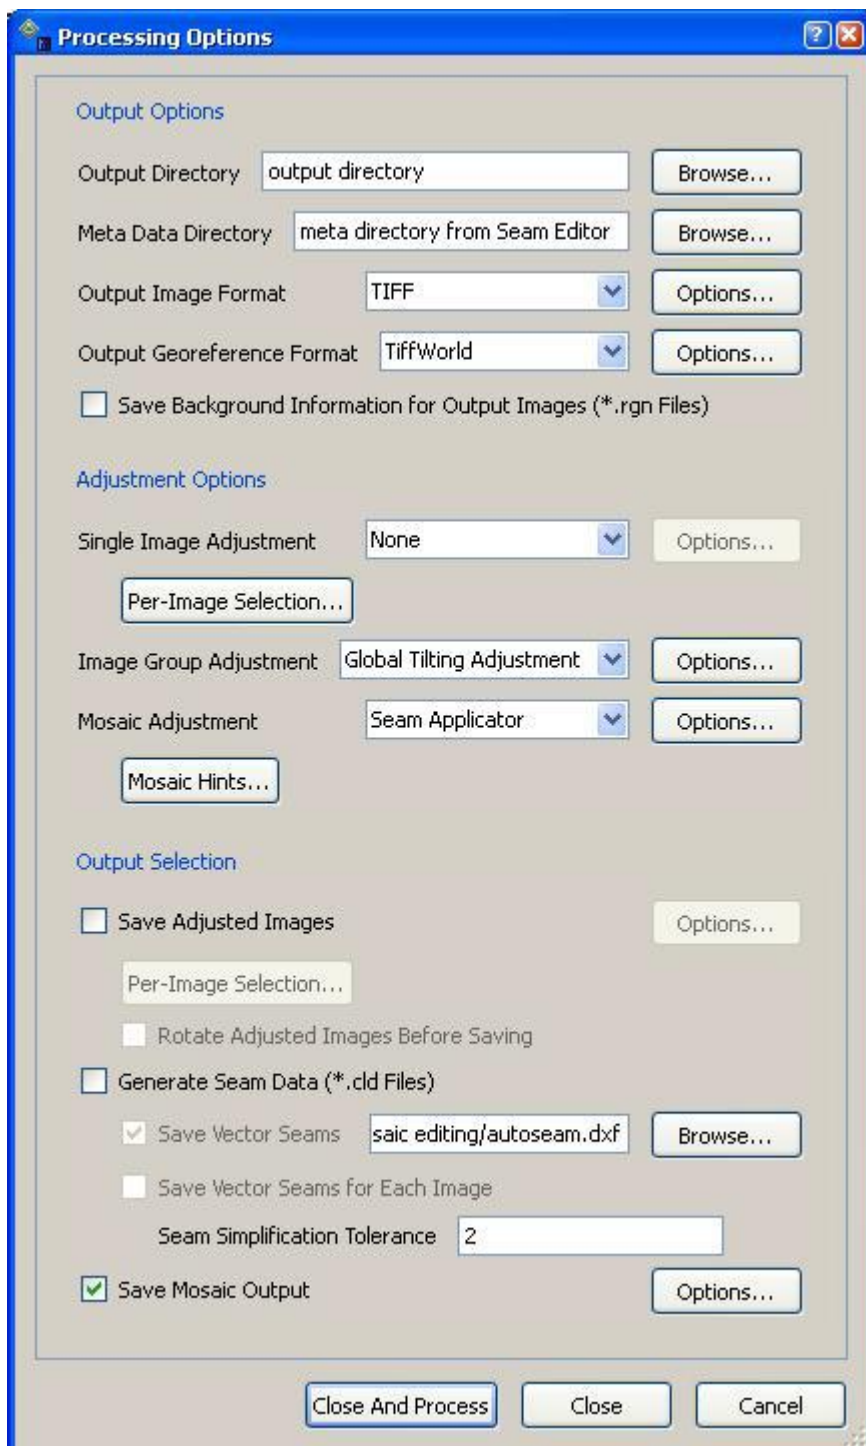 Processing Options
Output Options
Output Directory output directory Browse...
Meta Data Directory meta directory from Seam Editor Browse...
Output Image Format TIFF Options...
Output Georeference Format TiffWorld Options...
Save Background Information for Output Images (*.rgn Files)
Adjustment Options
Single Image Adjustment None Options...
Per-Image Selection...
Image Group Adjustment Global Tilting Adjustment Options...
Mosaic Adjustment Seam Applicator Options...
Mosaic Hints...
Output Selection
Save Adjusted Images Options...
Per-Image Selection...
Rotate Adjusted Images Before Saving
Generate Seam Data (*.cld Files)
Save Vector Seams saic editing/autoseam.dxf Browse...
Save Vector Seams for Each Image
Seam Simplification Tolerance 2
Save Mosaic Output Options...
Close And Process Close Cancel